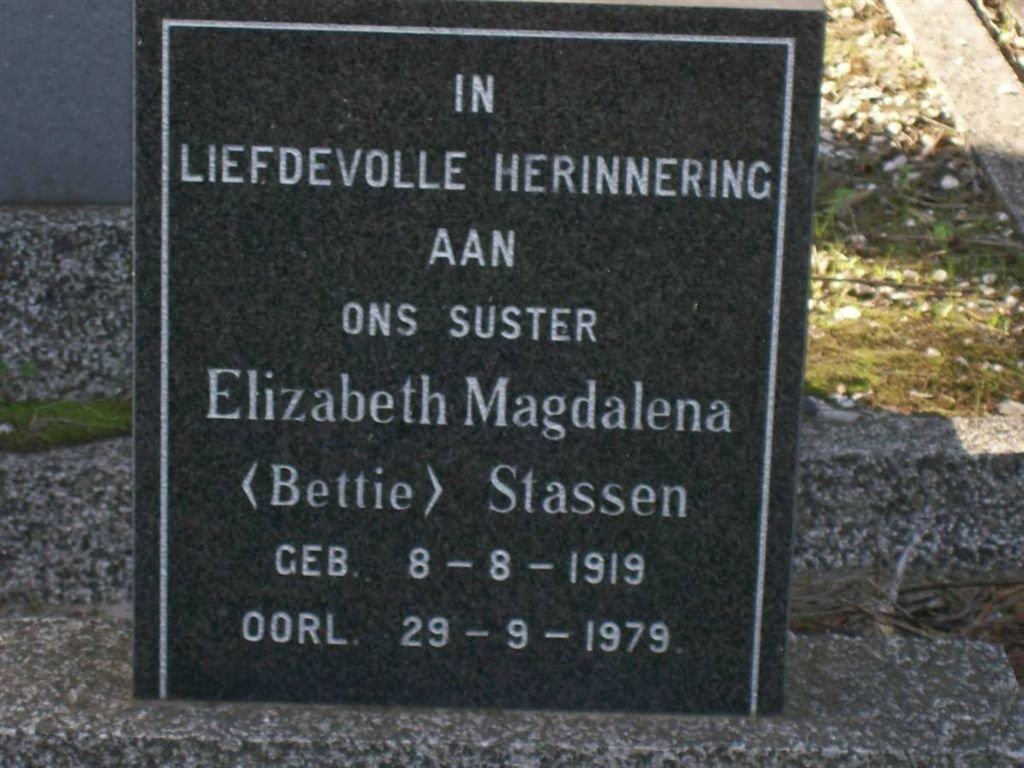 IN
LIEFDEVOLLE HERINNERING
AAN
ONS SUSTER
Elizabeth Magdalena
〈Bettie〉 Stassen
GEB. 8 – 8 – 1919
OORL. 29 – 9 – 1979.